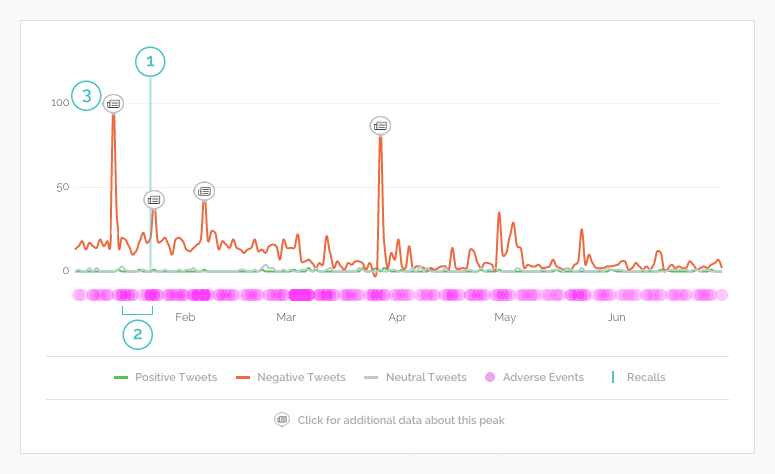 1
100
3
50
0
Feb Mar Apr May Jun
2
Positive Tweets Negative Tweets Neutral Tweets Adverse Events Recalls
Click for additional data about this peak